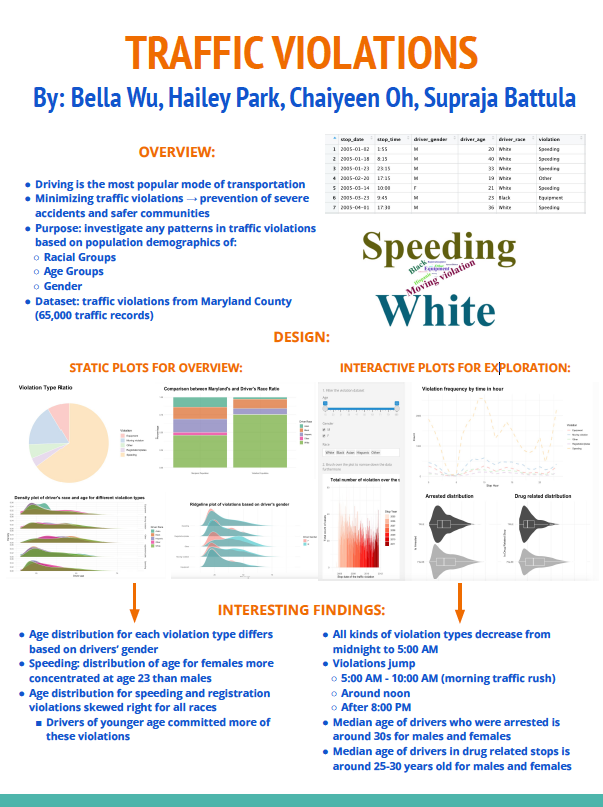 TRAFFIC VIOLATIONS
By: Bella Wu, Hailey Park, Chaiyeen Oh, Supraja Battula
OVERVIEW:
● Driving is the most popular mode of transportation
● Minimizing traffic violations → prevention of severe
accidents and safer communities
● Purpose: investigate any patterns in traffic violations
based on population demographics of:
○ Racial Groups
○ Age Groups
○ Gender
● Dataset: traffic violations from Maryland County
(65,000 traffic records)
stop_date stop_time driver_gender driver_age driver_race violation
1 2005-01-02 1:55 M 20 White Speeding
2 2005-01-18 8:15 M 40 White Speeding
3 2005-01-23 23:15 M 33 White Speeding
4 2005-02-20 17:15 M 19 White Other
5 2005-03-14 10:00 F 21 White Speeding
6 2005-03-23 9:45 M 23 Black Equipment
7 2005-04-01 17:30 M 36 White Speeding
Speeding
Black
Equipment
Moving violation
White
DESIGN:
STATIC PLOTS FOR OVERVIEW:
INTERACTIVE PLOTS FOR EXPLORATION:
Violation Type Ratio
Comparison between Maryland's and Driver's Race Ratio
Violation frequency by time in hour
Density plot of driver's race and age for different violation types
Ridgeline plot of violations based on driver's gender
Total number of violation over the
Arrested distribution
Drug related distribution
INTERESTING FINDINGS:
● Age distribution for each violation type differs
based on drivers' gender
● Speeding: distribution of age for females more
concentrated at age 23 than males
● Age distribution for speeding and registration
violations skewed right for all races
■ Drivers of younger age committed more of
these violations
● All kinds of violation types decrease from
midnight to 5:00 AM
● Violations jump
○ 5:00 AM - 10:00 AM (morning traffic rush)
○ Around noon
○ After 8:00 PM
● Median age of drivers who were arrested is
around 30s for males and females
● Median age of drivers in drug related stops is
around 25-30 years old for males and females